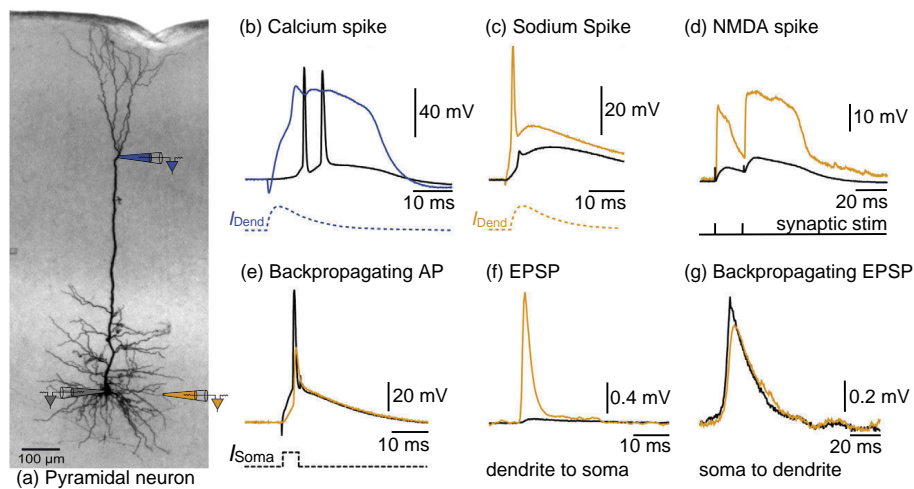 (b) Calcium spike
(c) Sodium Spike
(d) NMDA spike
40 mV
20 mV
10 mV
10 ms
10 ms
20 ms
IDend
IDend
synaptic stim
(e) Backpropagating AP
(f) EPSP
(g) Backpropagating EPSP
20 mV
0.4 mV
0.2 mV
10 ms
10 ms
20 ms
ISoma
dendrite to soma
soma to dendrite
100 μm
(a) Pyramidal neuron